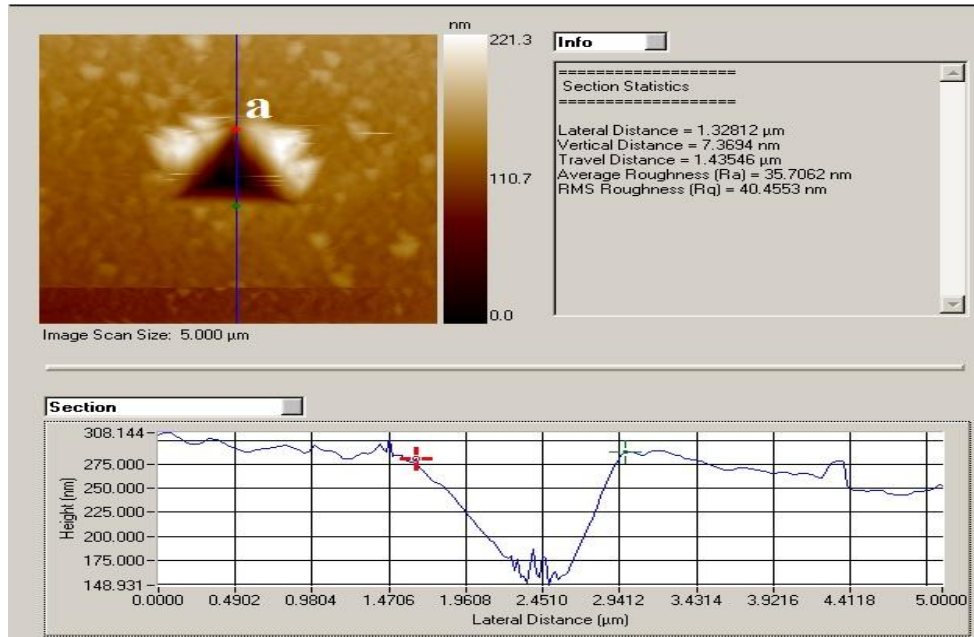 nm
221.3
a
110.7
0.0
Image Scan Size: 5.000 µm
Info
===================
Section Statistics
===================
Lateral Distance = 1.32812 µm
Vertical Distance = 7.3694 nm
Travel Distance = 1.43546 µm
Average Roughness (Ra) = 35.7062 nm
RMS Roughness (Rq) = 40.4553 nm
Section
Height (nm)
308.144
275.000
250.000
225.000
200.000
175.000
148.931
0.0000 0.4902 0.9804 1.4706 1.9608 2.4510 2.9412 3.4314 3.9216 4.4118 5.0000
Lateral Distance (µm)